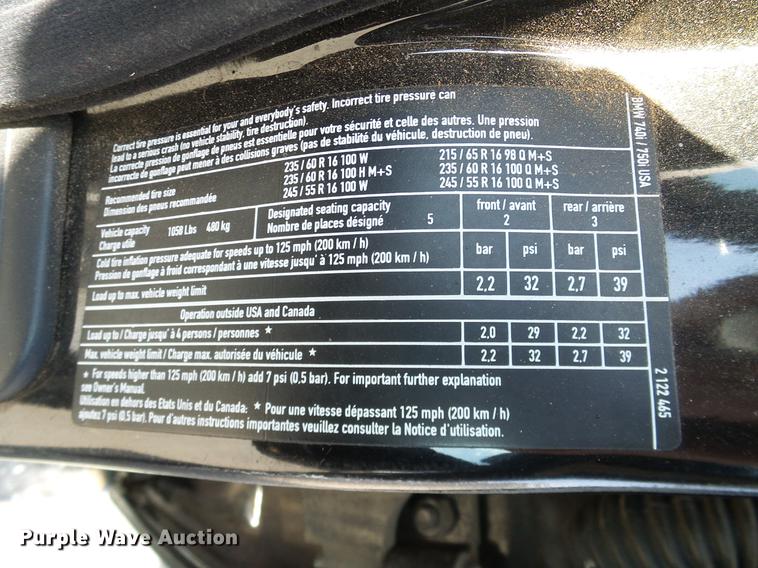 Correct tire pressure is essential for your and everybody's safety. Incorrect tire pressure can
lead to a serious crash (no vehicle stability, tire destruction).
La correcte pression de gonflage de pneus est essentielle pour votre sécurité et celle des autres. Une pression
incorrecte de gonflage peut mener à des collisions graves (pas de stabilité du véhicule, destruction de pneu).
Recommended tire size
Dimension des pneus recommandée
235 / 60 R 16 100 W
235 / 60 R 16 100 H M+S
245 / 55 R 16 100 W
215 / 65 R 16 98 Q M+S
235 / 60 R 16 100 Q M+S
245 / 55 R 16 100 Q M+S
Vehicle capacity
Charge utile
1058 Lbs 480 kg
Designated seating capacity
Nombre de places désigné
5
front / avant
2
rear / arrière
3
Cold tire inflation pressure adequate for speeds up to 125 mph (200 km / h)
Pression de gonflage à froid correspondant à une vitesse jusqu' à 125 mph (200 km / h)
bar psi bar psi
Load up to max. vehicle weight limit 2,2 32 2,7 39
Operation outside USA and Canada
Load up to / Charge jusqu' à 4 persons / personnes ★ 2,0 29 2,2 32
Max. vehicle weight limit / Charge max. autorisée du véhicule ★ 2,2 32 2,7 39
★ For speeds higher than 125 mph (200 km / h) add 7 psi (0,5 bar). For important further explanation
see Owner's Manual.
Utilisation en dehors des Etats Unis et du Canada: ★ Pour une vitesse dépassant 125 mph (200 km / h)
ajoutez 7 psi (0,5 bar). Pour d'autres instructions importantes veuillez consulter la Notice d'utilisation.
BMW 740i / 750i USA
2 122 465
Purple Wave Auction